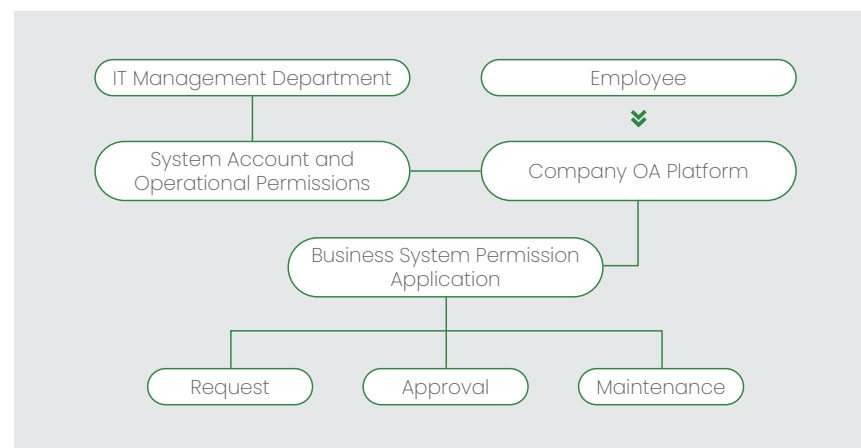 IT Management Department
Employee
System Account and
Operational Permissions
Company OA Platform
Business System Permission
Application
Request
Approval
Maintenance